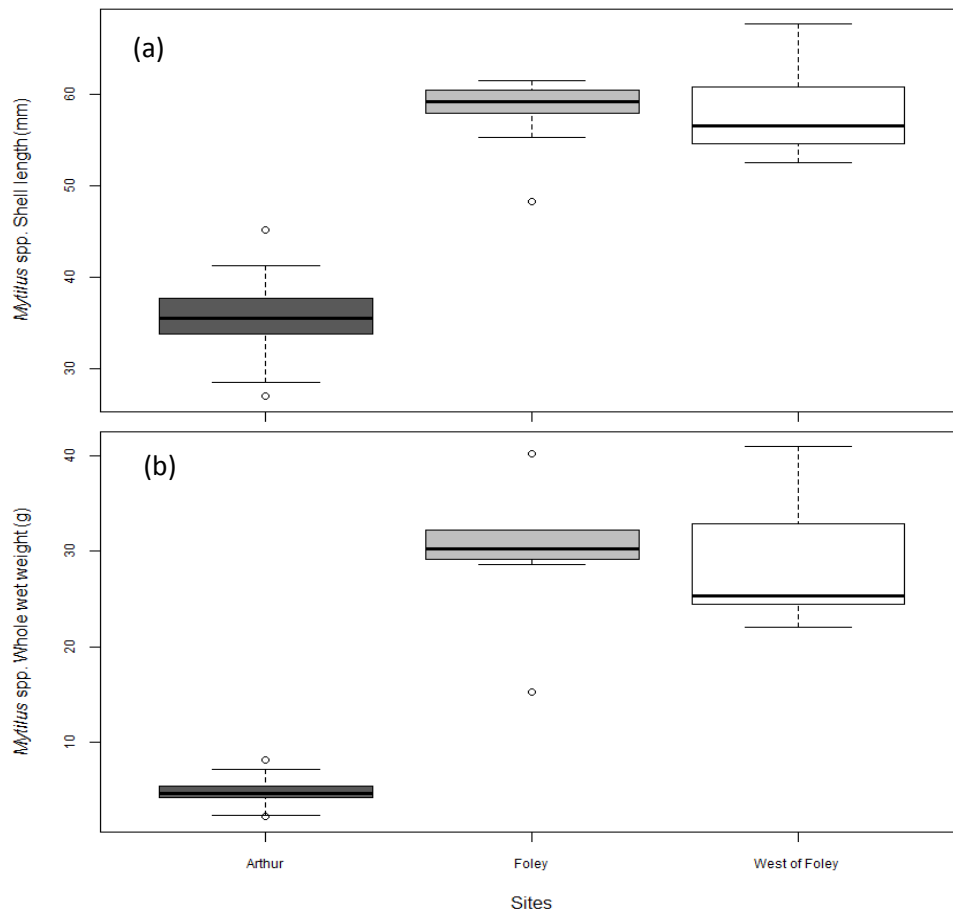 (a)
Mytilus spp. Shell length (mm)
60
50
40
30
(b)
Mytilus spp. Whole wet weight (g)
40
30
20
10
Arthur Foley West of Foley
Sites